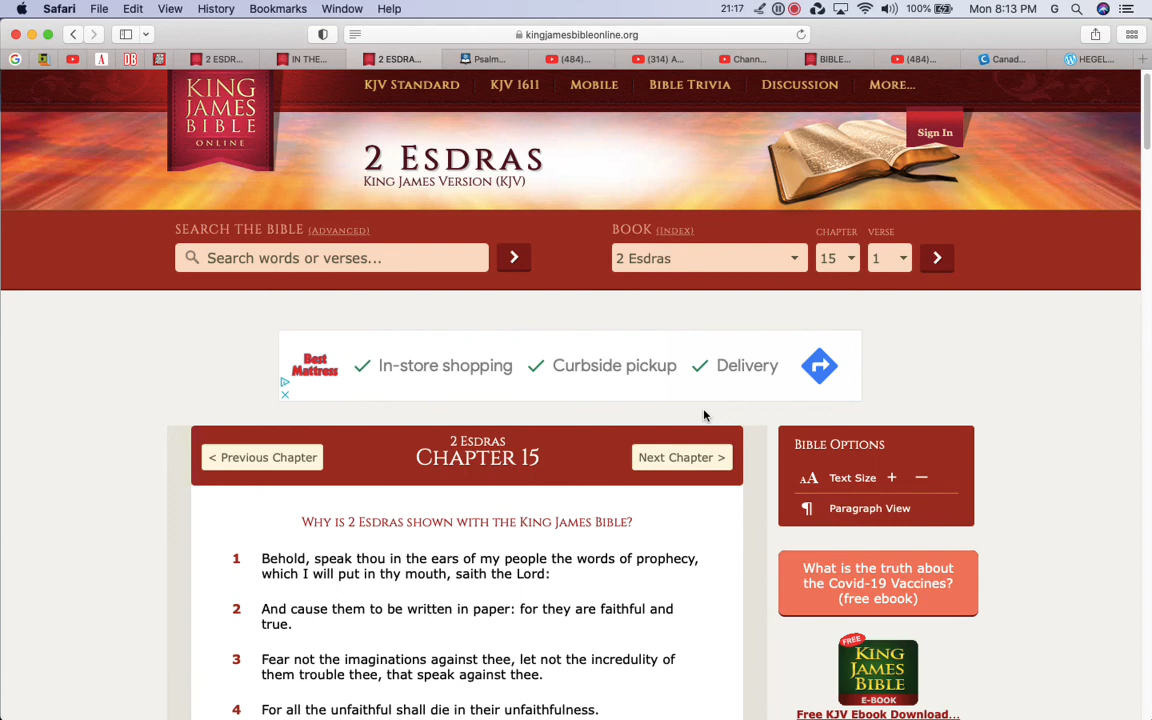 Safari File Edit View History Bookmarks Window Help 21:17 100% Mon 8:13 PM G
kingjamesbibleonline.org
G A DB 2 ESDR... IN THE... 2 ESDRA... Psalm... (484)... (314) A... Chann... BIBLE... (484)... Canad... HEGEL...
KING
JAMES
BIBLE
ONLINE
KJV STANDARD KJV 1611 MOBILE BIBLE TRIVIA DISCUSSION MORE...
Sign In
2 ESDRAS
KING JAMES VERSION (KJV)
SEARCH THE BIBLE (ADVANCED)
Search words or verses...
BOOK (INDEX) CHAPTER VERSE
2 Esdras 15 1
Best
Mattress
In-store shopping Curbside pickup Delivery
< Previous Chapter
2 ESDRAS
CHAPTER 15
Next Chapter >
WHY IS 2 ESDRAS SHOWN WITH THE KING JAMES BIBLE?
1 Behold, speak thou in the ears of my people the words of prophecy,
which I will put in thy mouth, saith the Lord:
2 And cause them to be written in paper: for they are faithful and
true.
3 Fear not the imaginations against thee, let not the incredulity of
them trouble thee, that speak against thee.
4 For all the unfaithful shall die in their unfaithfulness.
BIBLE OPTIONS
AA Text Size + −
¶ Paragraph View
What is the truth about
the Covid-19 Vaccines?
(free ebook)
FREE
KING
JAMES
BIBLE
E-BOOK
Free KJV Ebook Download...